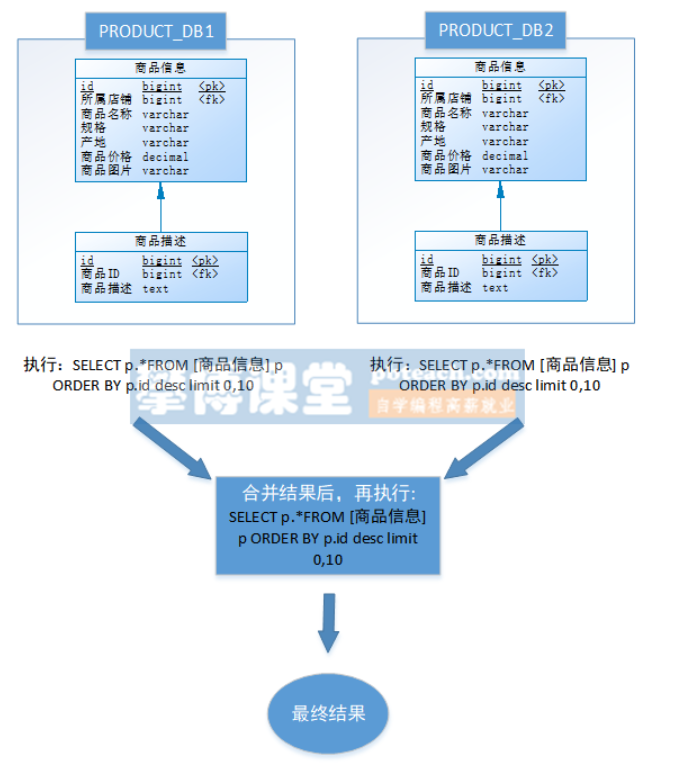 PRODUCT_DB1
商品信息
id bigint <pk>
所属店铺 bigint <fk>
商品名称 varchar
规格 varchar
产地 varchar
商品价格 decimal
商品图片 varchar
商品描述
id bigint <pk>
商品ID bigint <fk>
商品描述 text
执行：SELECT p.*FROM [商品信息] p
ORDER BY p.id desc limit 0,10
PRODUCT_DB2
商品信息
id bigint <pk>
所属店铺 bigint <fk>
商品名称 varchar
规格 varchar
产地 varchar
商品价格 decimal
商品图片 varchar
商品描述
id bigint <pk>
商品ID bigint <fk>
商品描述 text
执行：SELECT p.*FROM [商品信息] p
ORDER BY p.id desc limit 0,10
掌博课堂
自学编程高薪就业
合并结果后，再执行:
SELECT p.*FROM [商品信息]
p ORDER BY p.id desc limit
0,10
最终结果